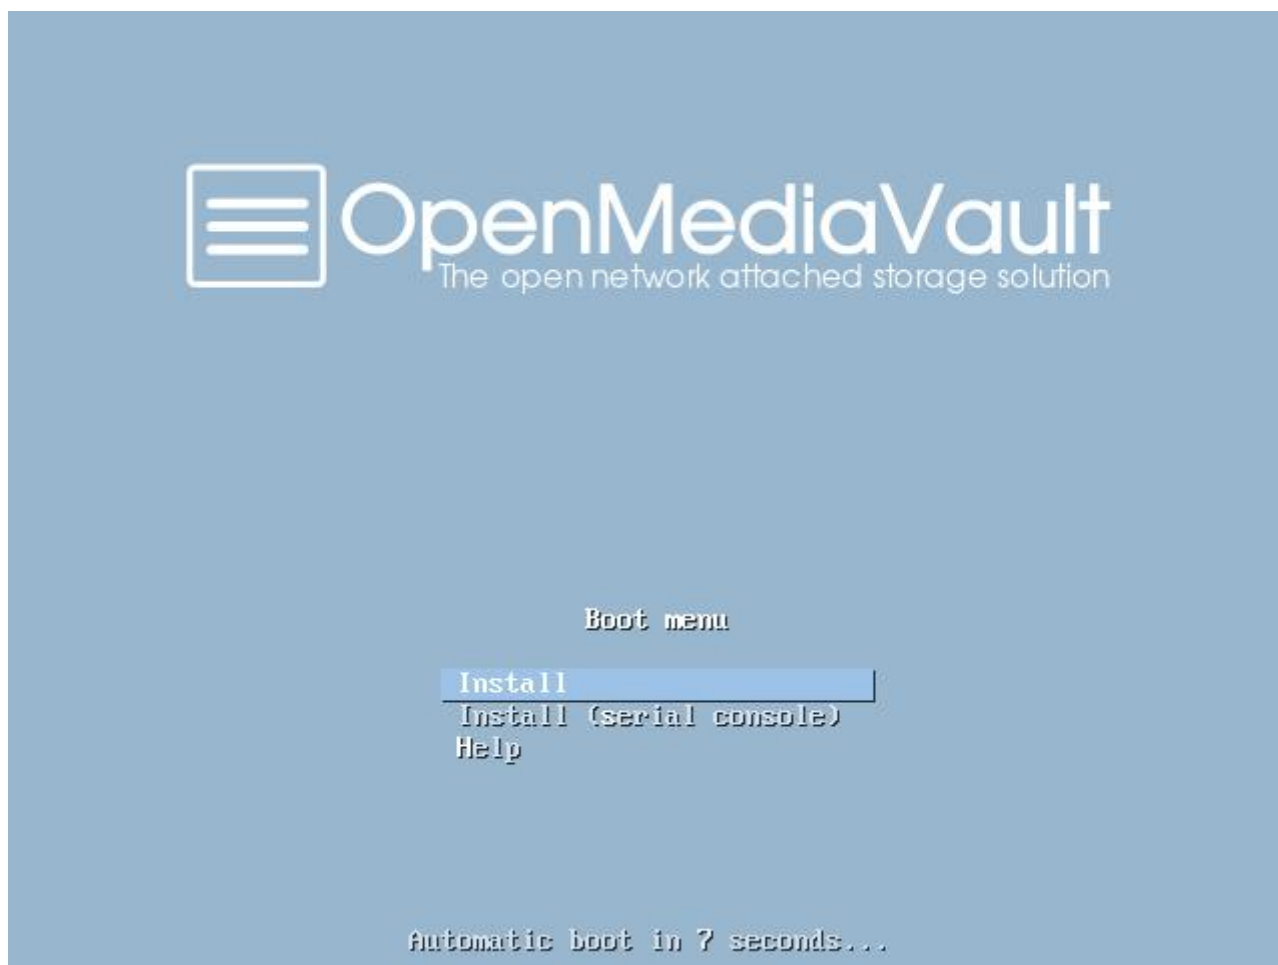 OpenMediaVault
The open network attached storage solution
Boot menu
Install
Install (serial console)
Help
Automatic boot in 7 seconds...